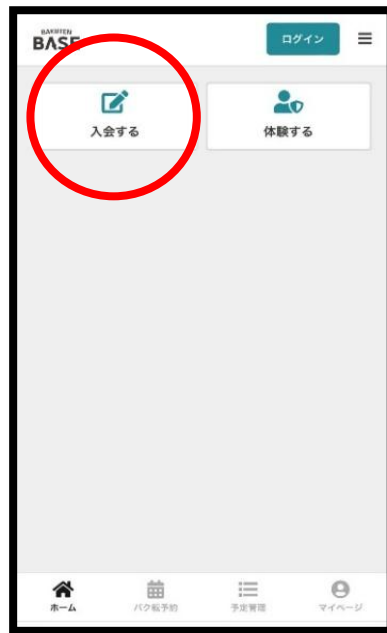 BAKUTEN
BASE
ログイン
入会する
体験する
ホーム
バク転予約
予定管理
マイページ